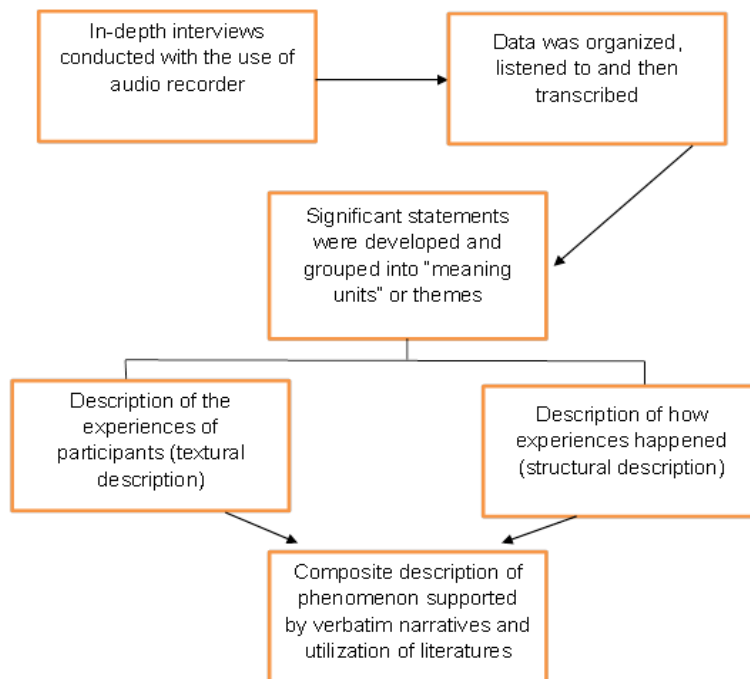 In-depth interviews
conducted with the use of
audio recorder
Data was organized,
listened to and then
transcribed
Significant statements
were developed and
grouped into "meaning
units" or themes
Description of the
experiences of
participants (textural
description)
Description of how
experiences happened
(structural description)
Composite description of
phenomenon supported
by verbatim narratives and
utilization of literatures